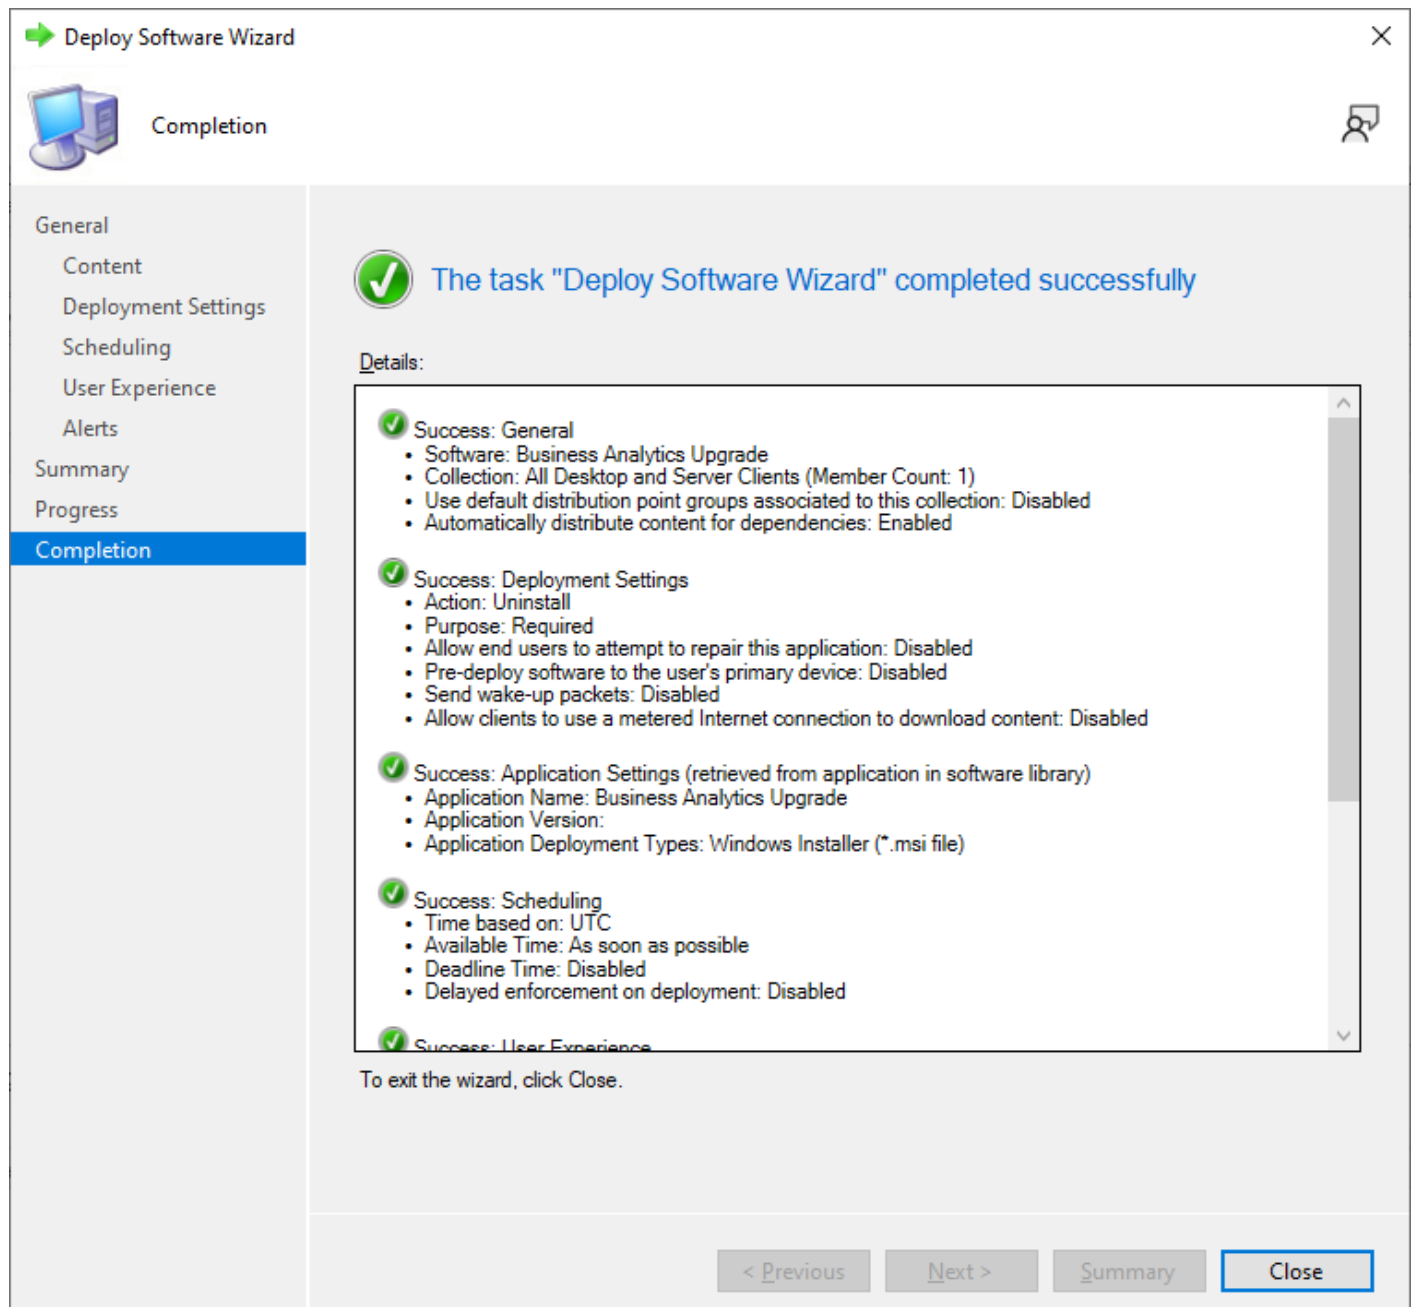 Deploy Software Wizard
Completion
General
Content
Deployment Settings
Scheduling
User Experience
Alerts
Summary
Progress
Completion
The task "Deploy Software Wizard" completed successfully
Details:
Success: General
• Software: Business Analytics Upgrade
• Collection: All Desktop and Server Clients (Member Count: 1)
• Use default distribution point groups associated to this collection: Disabled
• Automatically distribute content for dependencies: Enabled
Success: Deployment Settings
• Action: Uninstall
• Purpose: Required
• Allow end users to attempt to repair this application: Disabled
• Pre-deploy software to the user's primary device: Disabled
• Send wake-up packets: Disabled
• Allow clients to use a metered Internet connection to download content: Disabled
Success: Application Settings (retrieved from application in software library)
• Application Name: Business Analytics Upgrade
• Application Version:
• Application Deployment Types: Windows Installer (*.msi file)
Success: Scheduling
• Time based on: UTC
• Available Time: As soon as possible
• Deadline Time: Disabled
• Delayed enforcement on deployment: Disabled
Success: User Experience
To exit the wizard, click Close.
< Previous
Next >
Summary
Close